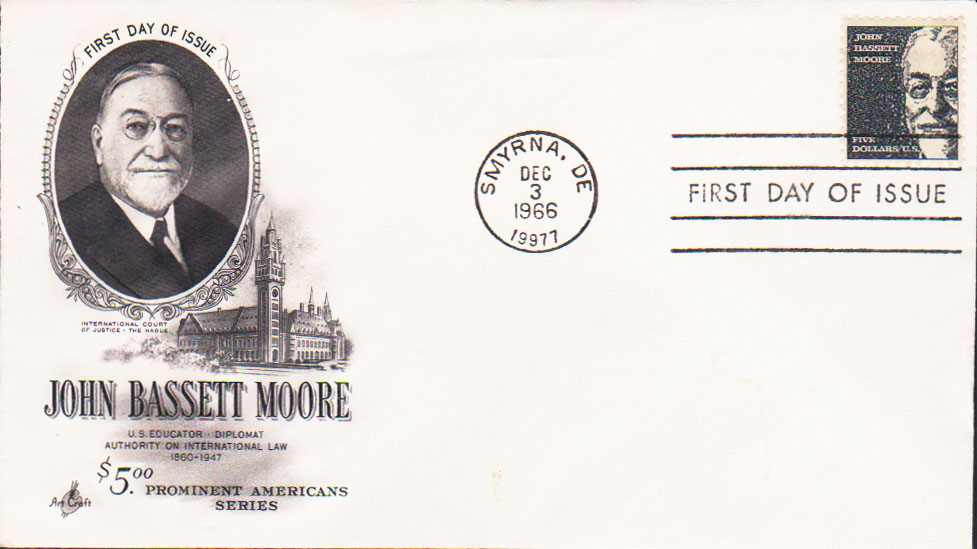 FIRST DAY OF ISSUE
INTERNATIONAL COURT
OF JUSTICE · THE HAGUE
JOHN BASSETT MOORE
U.S. EDUCATOR · DIPLOMAT
AUTHORITY ON INTERNATIONAL LAW
1860-1947
$5.00 PROMINENT AMERICANS
SERIES
Art Craft
SMYRNA, DE
DEC
3
1966
19977
JOHN
BASSETT
MOORE
FIVE
DOLLARS/U.S.
FIRST DAY OF ISSUE